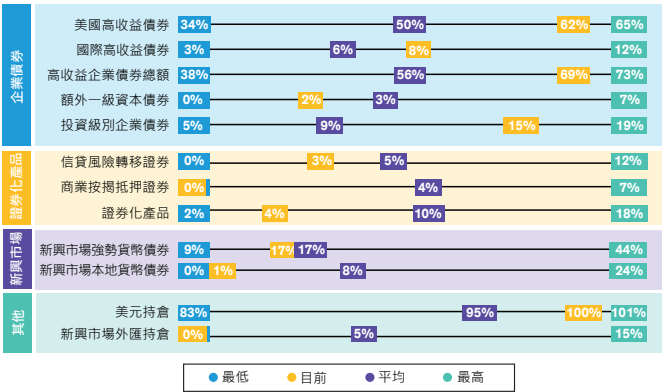 企業債券
美國高收益債券 34% 50% 62% 65%
國際高收益債券 3% 6% 8% 12%
高收益企業債券總額 38% 56% 69% 73%
額外一級資本債券 0% 2% 3% 7%
投資級別企業債券 5% 9% 15% 19%
證券化產品
信貸風險轉移證券 0% 3% 5% 12%
商業按揭抵押證券 0% 4% 7%
證券化產品 2% 4% 10% 18%
新興市場
新興市場強勢貨幣債券 9% 17% 17% 44%
新興市場本地貨幣債券 0% 1% 8% 24%
其他
美元持倉 83% 95% 100% 101%
新興市場外匯持倉 0% 5% 15%
最低 目前 平均 最高